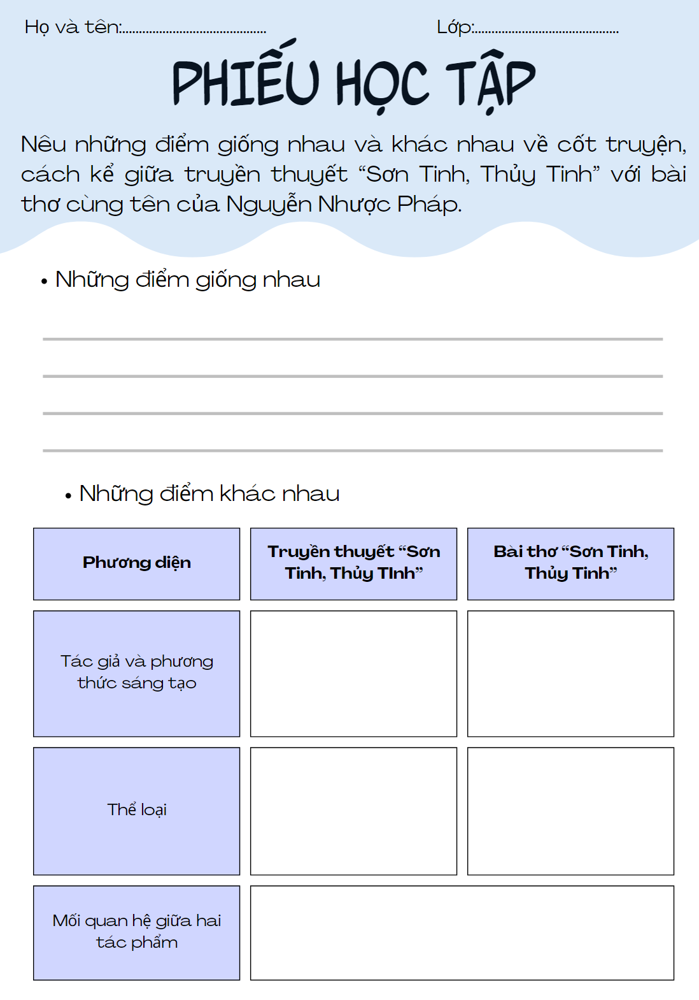 Họ và tên:........................................... Lớp:...........................................
PHIẾU HỌC TẬP
Nêu những điểm giống nhau và khác nhau về cốt truyện,
cách kể giữa truyền thuyết “Sơn Tinh, Thủy Tinh” với bài
thơ cùng tên của Nguyễn Nhược Pháp.
• Những điểm giống nhau
• Những điểm khác nhau
Phương diện
Truyền thuyết “Sơn
Tinh, Thủy TInh”
Bài thơ “Sơn Tinh,
Thủy Tinh”
Tác giả và phương
thức sáng tạo
Thể loại
Mối quan hệ giữa hai
tác phẩm